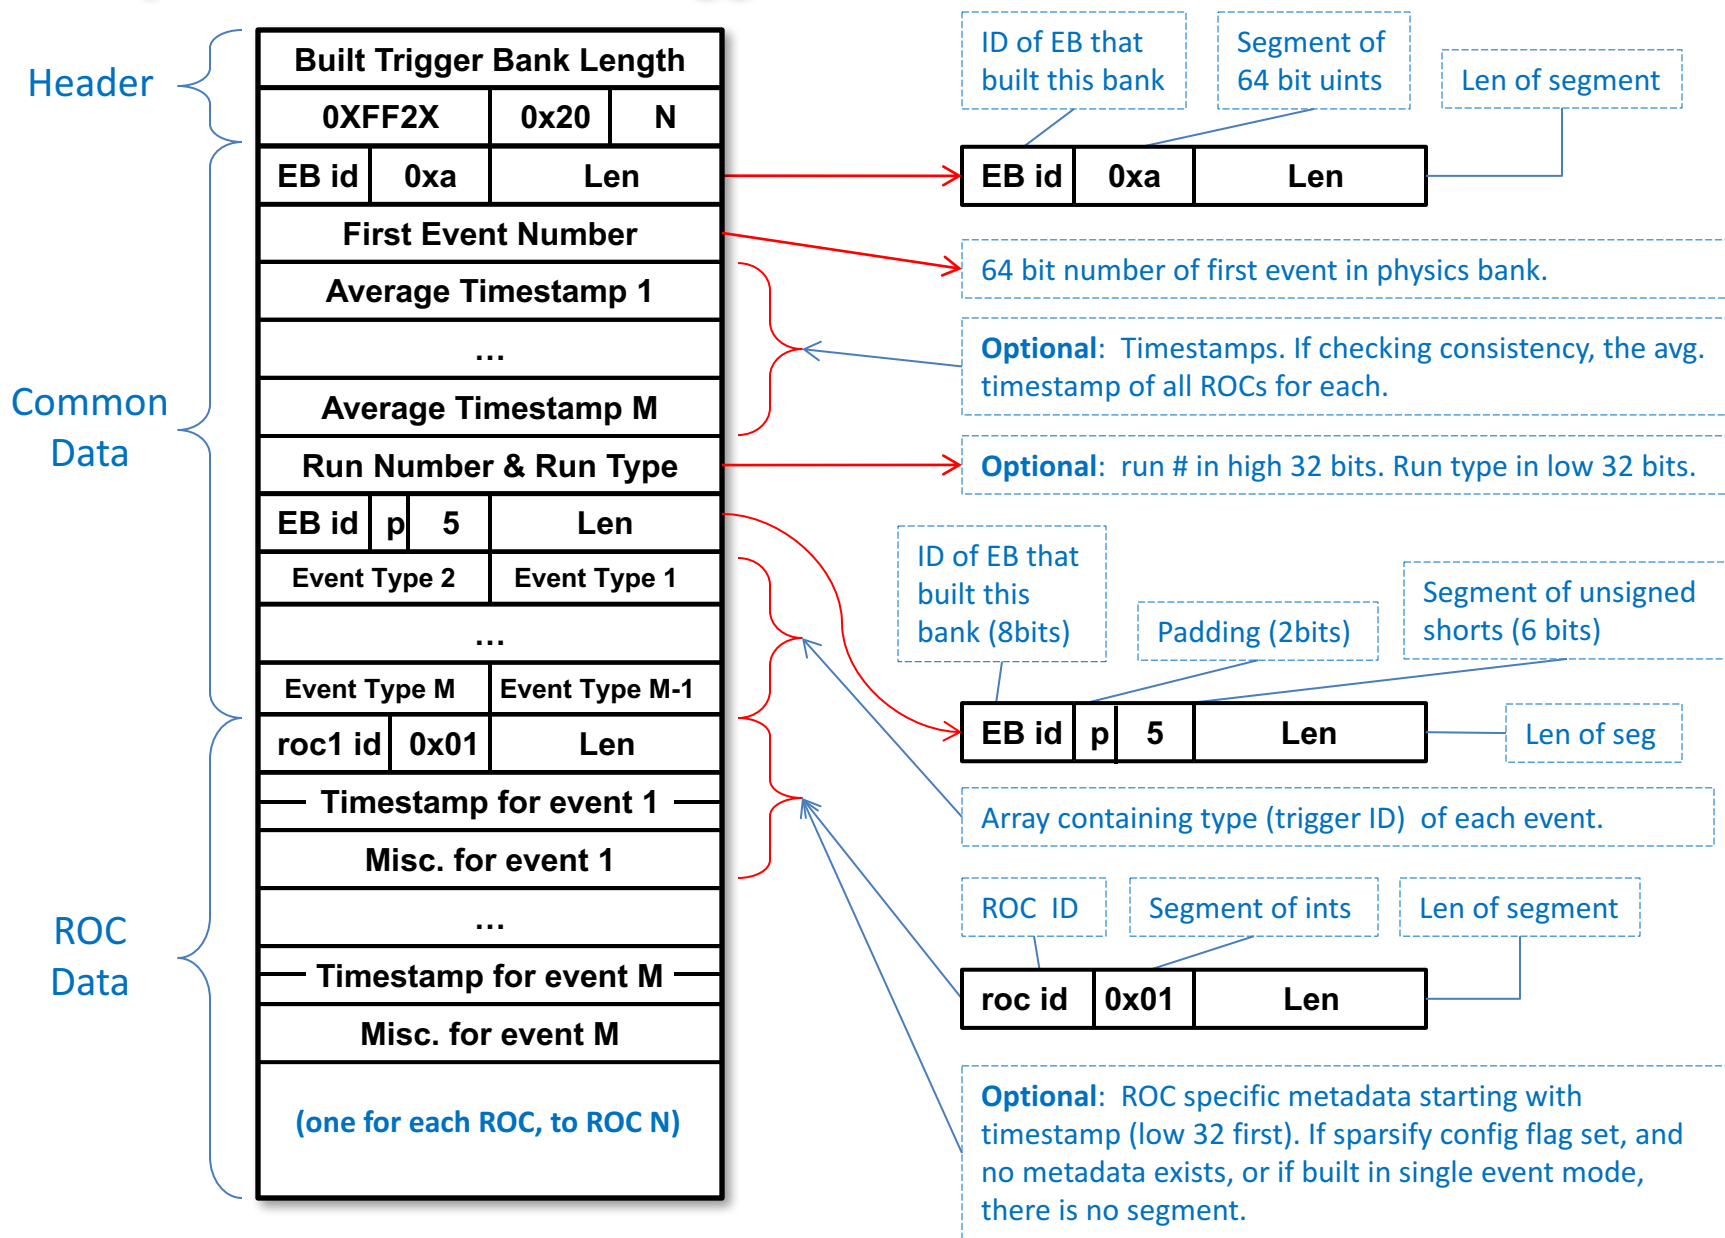 Header
Common
Data
ROC
Data
Built Trigger Bank Length
0XFF2X 0x20 N
EB id 0xa Len
First Event Number
Average Timestamp 1
...
Average Timestamp M
Run Number & Run Type
EB id p 5 Len
Event Type 2 Event Type 1
...
Event Type M Event Type M-1
roc1 id 0x01 Len
Timestamp for event 1
Misc. for event 1
...
Timestamp for event M
Misc. for event M
(one for each ROC, to ROC N)
ID of EB that
built this bank
Segment of
64 bit uints
Len of segment
EB id 0xa Len
64 bit number of first event in physics bank.
Optional: Timestamps. If checking consistency, the avg.
timestamp of all ROCs for each.
Optional: run # in high 32 bits. Run type in low 32 bits.
ID of EB that
built this
bank (8bits)
Padding (2bits)
Segment of unsigned
shorts (6 bits)
EB id p 5 Len
Len of seg
Array containing type (trigger ID) of each event.
ROC ID
Segment of ints
Len of segment
roc id 0x01 Len
Optional: ROC specific metadata starting with
timestamp (low 32 first). If sparsify config flag set, and
no metadata exists, or if built in single event mode,
there is no segment.